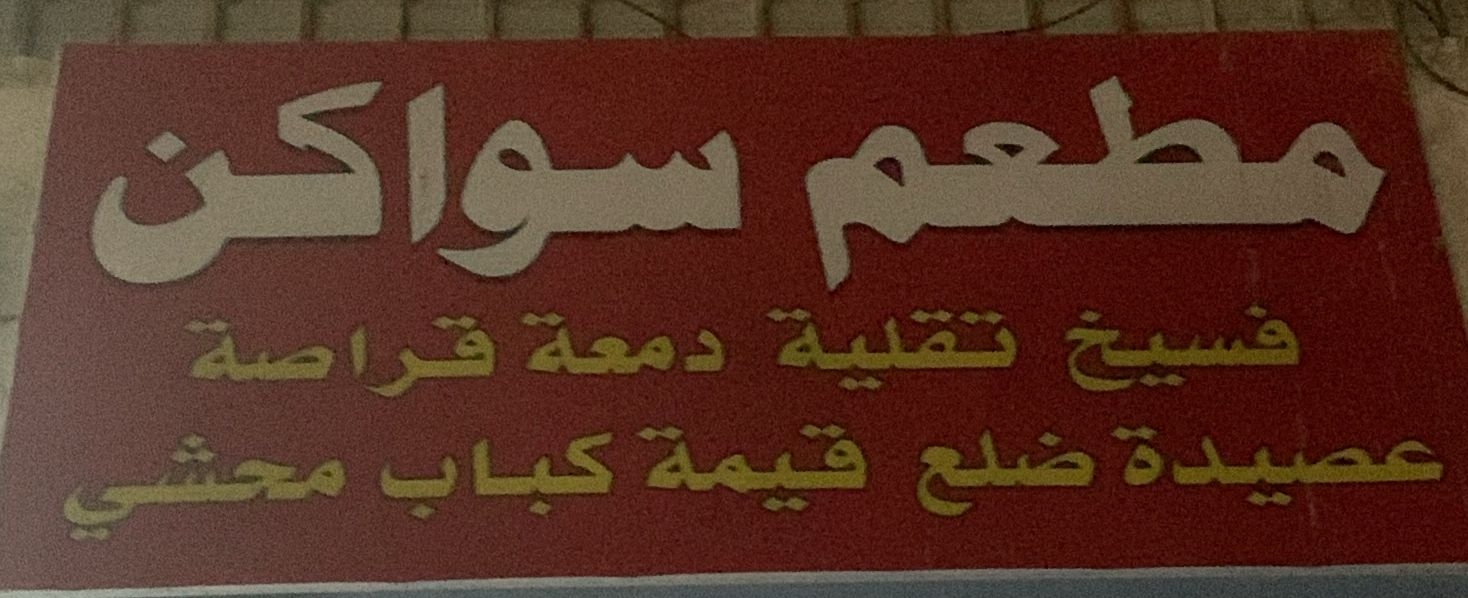 مطعم سواكن
فسيخ تقلية دمعة قراصة
عصيدة ضلع قيمة كباب محشي